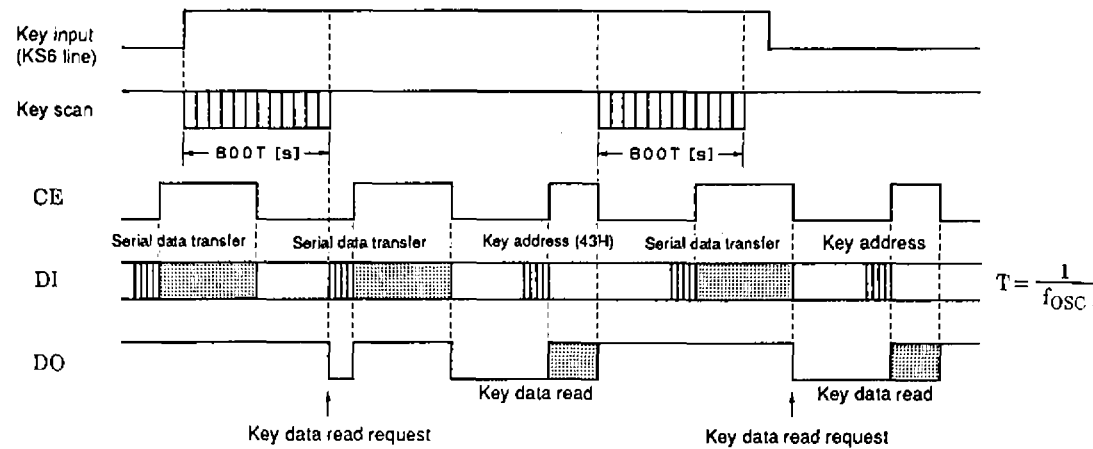 Key input
(KS6 line)
Key scan
800T [s]
800T [s]
CE
Serial data transfer
Serial data transfer
Key address (43H)
Serial data transfer
Key address
DI
T = 1
fOSC
DO
Key data read
Key data read
Key data read request
Key data read request